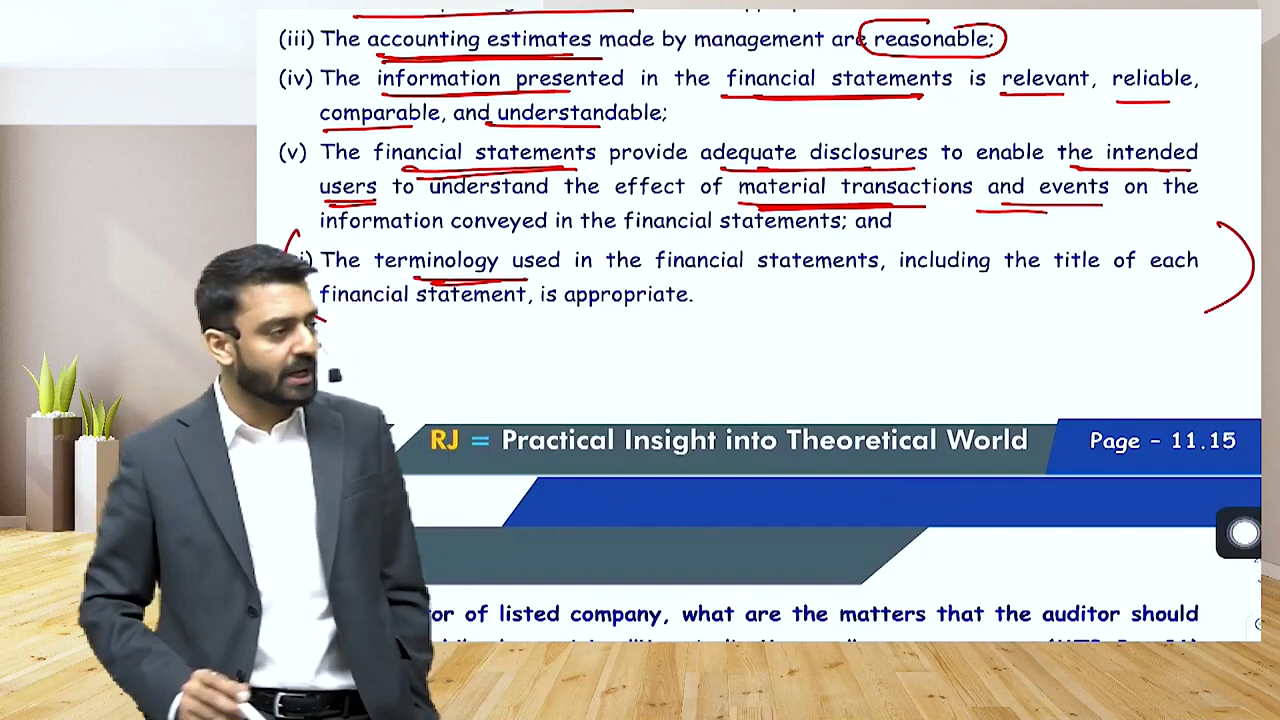 (iii) The accounting estimates made by management are reasonable;
(iv) The information presented in the financial statements is relevant, reliable,
comparable, and understandable;
(v) The financial statements provide adequate disclosures to enable the intended
users to understand the effect of material transactions and events on the
information conveyed in the financial statements; and
The terminology used in the financial statements, including the title of each
financial statement, is appropriate.
RJ = Practical Insight into Theoretical World
Page - 11.15
of listed company, what are the matters that the auditor should